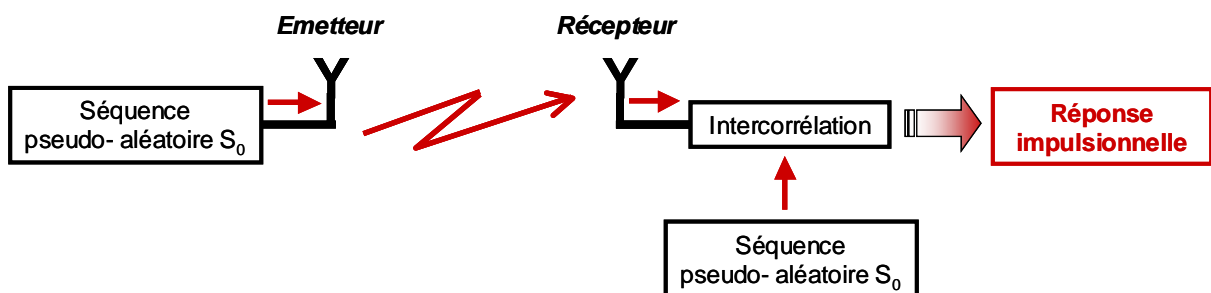 Emetteur
Récepteur
Séquence
pseudo- aléatoire S₀
Intercorrélation
Réponse
impulsionnelle
Séquence
pseudo- aléatoire S₀